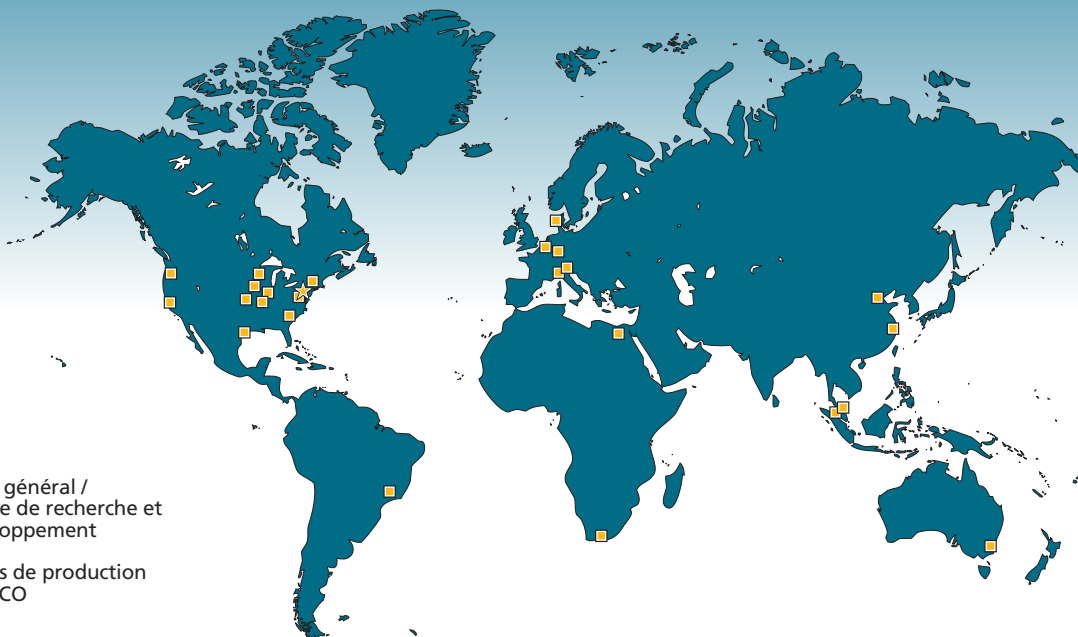 général /
e de recherche et
oppement
s de production
CO